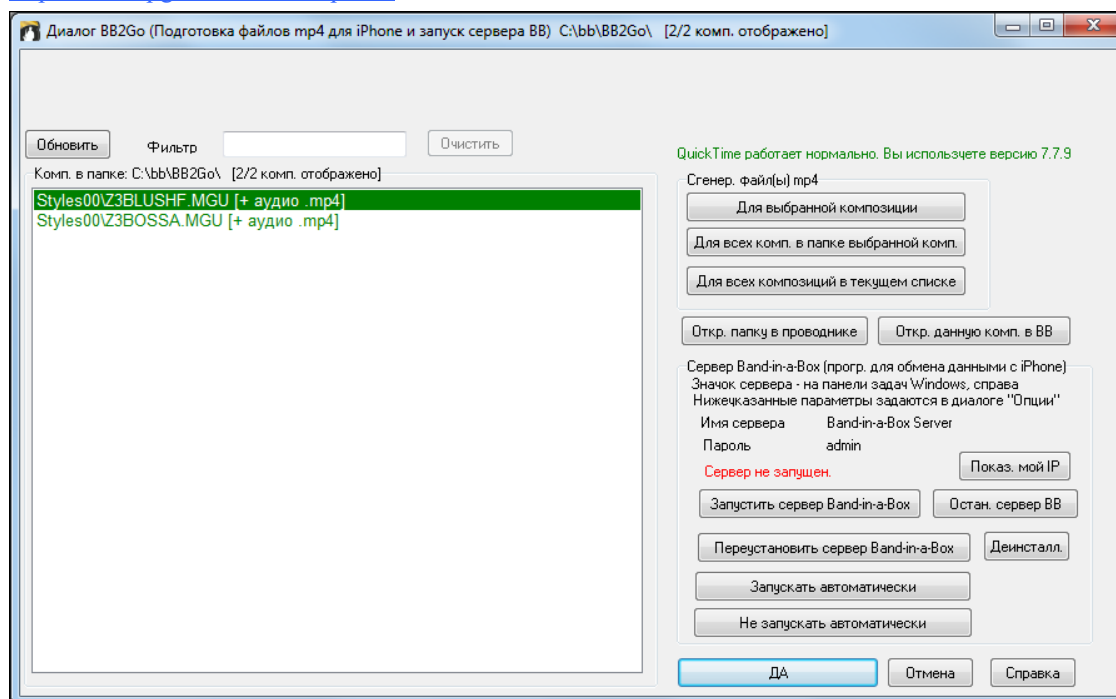 Диалог BB2Go (Подготовка файлов mp4 для iPhone и запуск сервера BB) C:\bb\BB2Go\ [2/2 комп. отображено]
Обновить Фильтр Очистить
QuickTime работает нормально. Вы используете версию 7.7.9
Комп. в папке: C:\bb\BB2Go\ [2/2 комп. отображено]
Styles00\Z3BLUSHF.MGU [+ аудио .mp4]
Styles00\Z3BOSSA.MGU [+ аудио .mp4]
Сгенер. файл(ы) mp4
Для выбранной композиции
Для всех комп. в папке выбранной комп.
Для всех композиций в текущем списке
Откр. папку в проводнике Откр. данную комп. в BB
Сервер Band-in-a-Box (прогр. для обмена данными с iPhone)
Значок сервера - на панели задач Windows, справа
Нижеуказанные параметры задаются в диалоге "Опции"
Имя сервера Band-in-a-Box Server
Пароль admin
Сервер не запущен. Показ. мой IP
Запустить сервер Band-in-a-Box Остан. сервер BB
Переустановить сервер Band-in-a-Box Деинсталл.
Запускать автоматически
Не запускать автоматически
ДА Отмена Справка